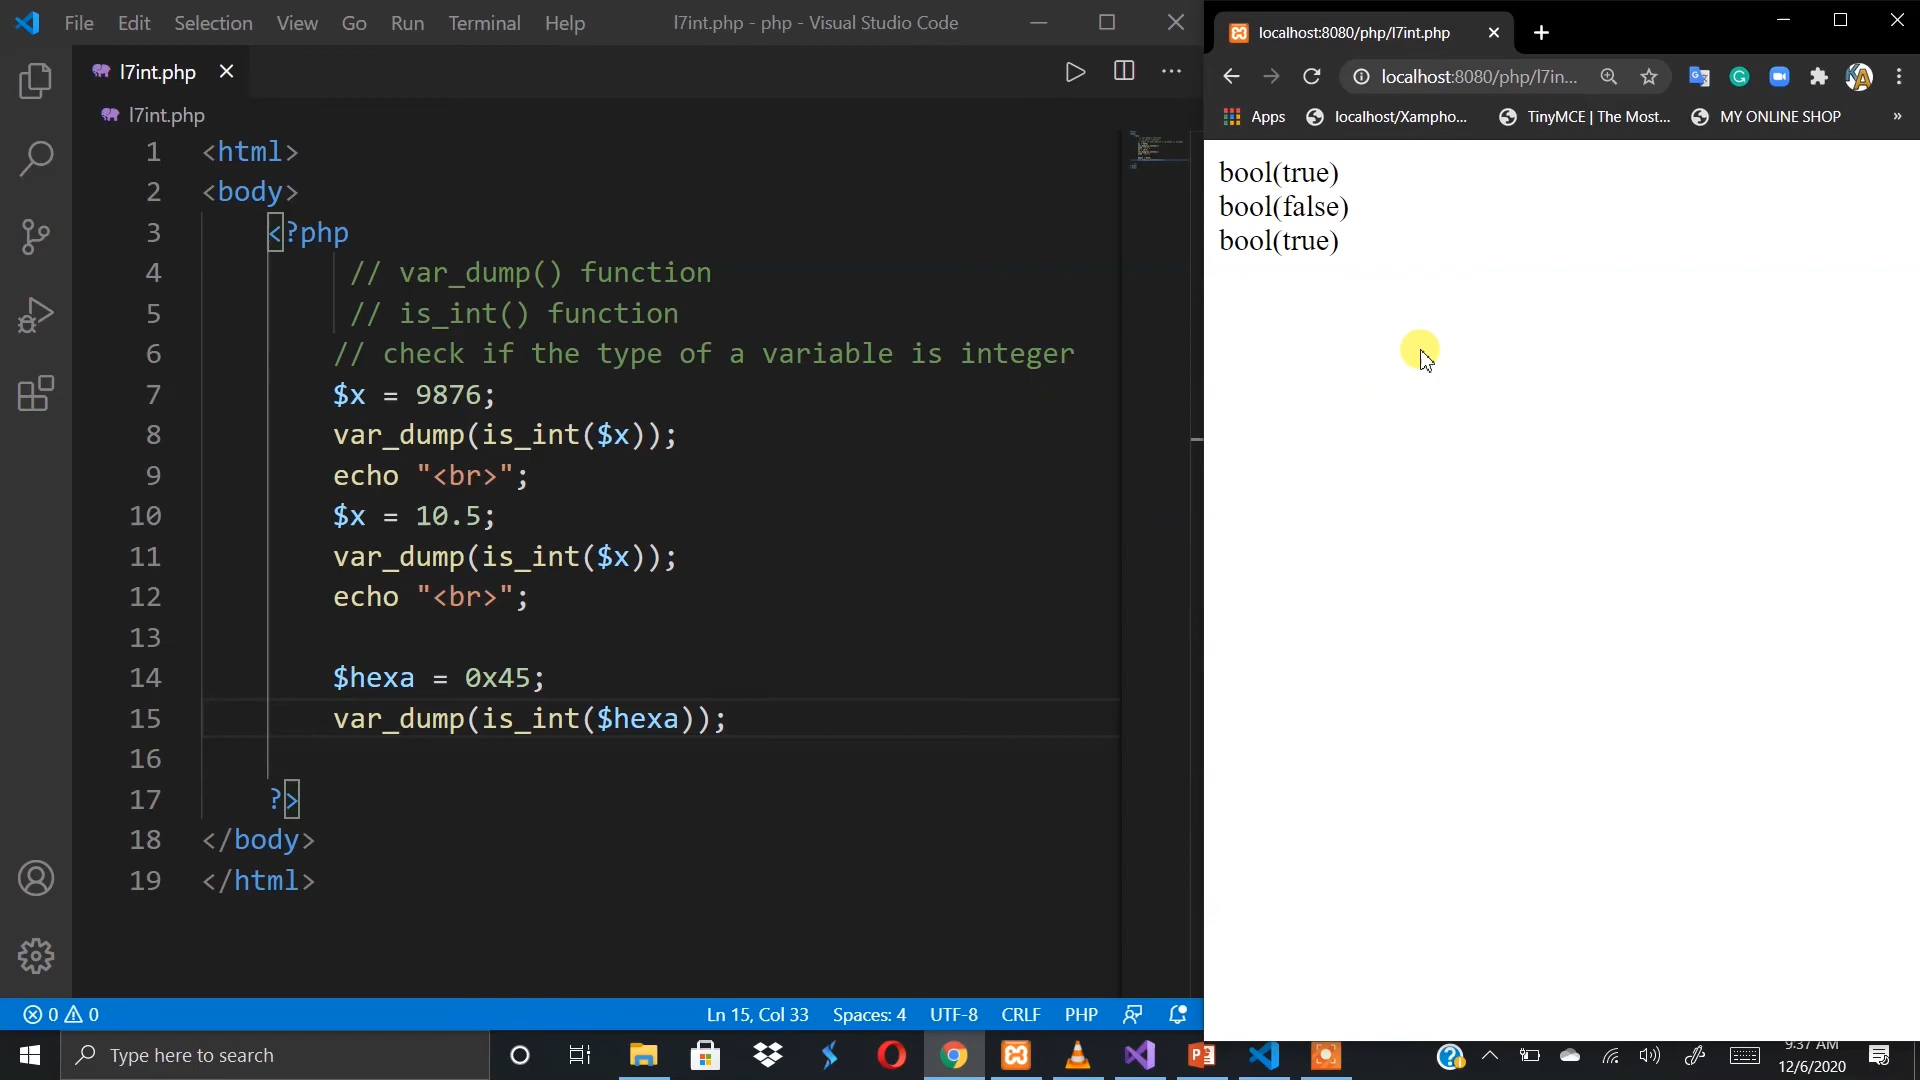 File Edit Selection View Go Run Terminal Help l7int.php - php - Visual Studio Code
l7int.php
l7int.php
1 <html>
2 <body>
3 <?php
4 // var_dump() function
5 // is_int() function
6 // check if the type of a variable is integer
7 $x = 9876;
8 var_dump(is_int($x));
9 echo "<br>";
10 $x = 10.5;
11 var_dump(is_int($x));
12 echo "<br>";
13
14 $hexa = 0x45;
15 var_dump(is_int($hexa));
16
17 ?>
18 </body>
19 </html>
0 0 Ln 15, Col 33 Spaces: 4 UTF-8 CRLF PHP
localhost:8080/php/l7int.php
localhost:8080/php/l7in...
Apps localhost/Xampho... TinyMCE | The Most... MY ONLINE SHOP »
bool(true)
bool(false)
bool(true)
Type here to search
9:37 AM
12/6/2020